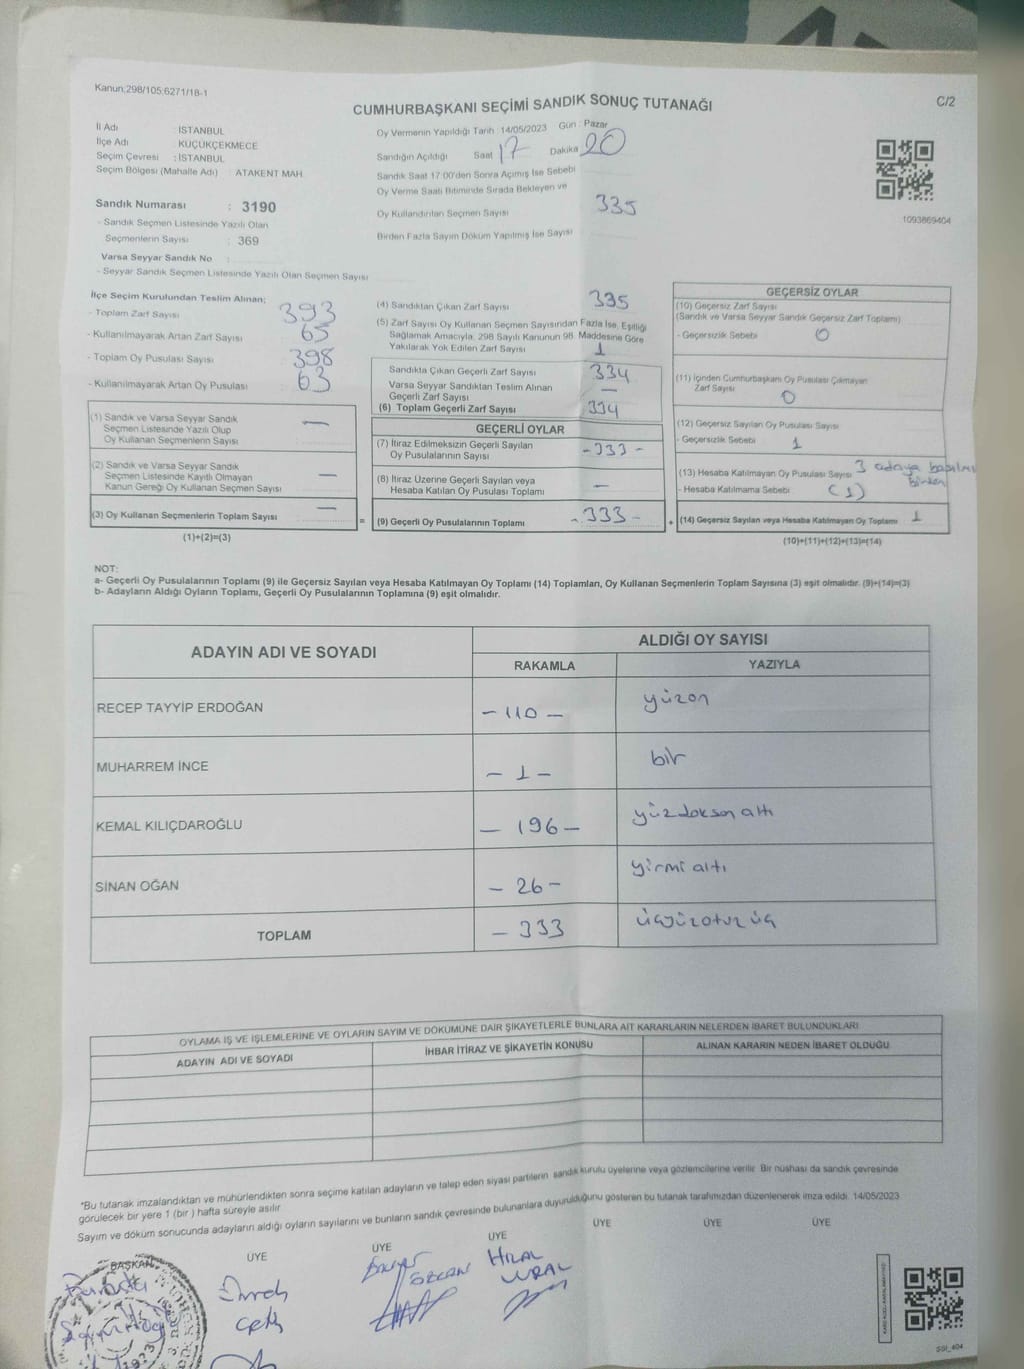 Kanun;298/105;6271/18-1
CUMHURBAŞKANI SEÇİMİ SANDIK SONUÇ TUTANAĞI
C/2
İl Adı : İSTANBUL
İlçe Adı : KÜÇÜKÇEKMECE
Seçim Çevresi : İSTANBUL
Seçim Bölgesi (Mahalle Adı) : ATAKENT MAH.
Sandık Numarası : 3190
- Sandık Seçmen Listesinde Yazılı Olan
Seçmenlerin Sayısı : 369
Varsa Seyyar Sandık No :
- Seyyar Sandık Seçmen Listesinde Yazılı Olan Seçmen Sayısı
Oy Vermenin Yapıldığı Tarih :14/05/2023 Gün : Pazar
Sandığın Açıldığı Saat 17 Dakika 20
Sandık Saat 17:00'den Sonra Açımış İse Sebebi
Oy Verme Saati Bitiminde Sırada Bekleyen ve
Oy Kullandırılan Seçmen Sayısı 335
Birden Fazla Sayım Döküm Yapılmış İse Sayısı
1093869404
İlçe Seçim Kurulundan Teslim Alınan;
- Toplam Zarf Sayısı 393
- Kullanılmayarak Artan Zarf Sayısı 65
- Toplam Oy Pusulası Sayısı 398
- Kullanılmayarak Artan Oy Pusulası 63
(1) Sandık ve Varsa Seyyar Sandık
Seçmen Listesinde Yazılı Olup
Oy Kullanan Seçmenlerin Sayısı —
(2) Sandık ve Varsa Seyyar Sandık
Seçmen Listesinde Kayıtlı Olmayan
Kanun Gereği Oy Kullanan Seçmen Sayısı —
(3) Oy Kullanan Seçmenlerin Toplam Sayısı —
(1)+(2)=(3)
=
(4) Sandıktan Çıkan Zarf Sayısı 335
(5) Zarf Sayısı Oy Kullanan Seçmen Sayısından Fazla İse, Eşitliği
Sağlamak Amacıyla, 298 Sayılı Kanunun 98. Maddesine Göre
Yakılarak Yok Edilen Zarf Sayısı 1
Sandıkta Çıkan Geçerli Zarf Sayısı 334
Varsa Seyyar Sandıktan Teslim Alınan
Geçerli Zarf Sayısı —
(6) Toplam Geçerli Zarf Sayısı 334
GEÇERLİ OYLAR
(7) İtiraz Edilmeksizin Geçerli Sayılan
Oy Pusulalarının Sayısı -333-
(8) İtiraz Üzerine Geçerli Sayılan veya
Hesaba Katılan Oy Pusulası Toplamı —
(9) Geçerli Oy Pusulalarının Toplamı -333-
+
GEÇERSİZ OYLAR
(10) Geçersiz Zarf Sayısı
(Sandık ve Varsa Seyyar Sandık Geçersiz Zarf Toplamı)
- Geçersizlik Sebebi 0
(11) İçinden Cumhurbaşkanı Oy Pusulası Çıkmayan
Zarf Sayısı 0
(12) Geçersiz Sayılan Oy Pusulası Sayısı
- Geçersizlik Sebebi 1
(13) Hesaba Katılmayan Oy Pusulası Sayısı 3 adaya
- Hesaba Katılmama Sebebi (1)
(14) Geçersiz Sayılan veya Hesaba Katılmayan Oy Toplamı 1
(10)+(11)+(12)+(13)=(14)
NOT:
a- Geçerli Oy Pusulalarının Toplamı (9) ile Geçersiz Sayılan veya Hesaba Katılmayan Oy Toplamı (14) Toplamları, Oy Kullanan Seçmenlerin Toplam Sayısına (3) eşit olmalıdır. (9)+(14)=(3)
b- Adayların Aldığı Oyların Toplamı, Geçerli Oy Pusulalarının Toplamına (9) eşit olmalıdır.
ADAYIN ADI VE SOYADI
ALDIĞI OY SAYISI
RAKAMLA YAZIYLA
RECEP TAYYİP ERDOĞAN -110- yüzon
MUHARREM İNCE -1- bir
KEMAL KILIÇDAROĞLU -196- yüzdoksan altı
SİNAN OĞAN -26- yirmi altı
TOPLAM -333- üçyüzotuz üç
OYLAMA İŞ VE İŞLEMLERİNE VE OYLARIN SAYIM VE DÖKÜMÜNE DAİR ŞİKAYETLERLE BUNLARA AİT KARARLARIN NELERDEN İBARET BULUNDUKLARI
ADAYIN ADI VE SOYADI İHBAR İTİRAZ VE ŞİKAYETİN KONUSU ALINAN KARARIN NEDEN İBARET OLDUĞU
*Bu tutanak imzalandıktan ve mühürlendikten sonra seçime katılan adayların ve talep eden siyasi partilerin sandık kurulu üyelerine veya gözlemcilerine verilir. Bir nüshası da sandık çevresinde
görülecek bir yere 1 (bir ) hafta süreyle asılır
Sayım ve döküm sonucunda adayların aldığı oyların sayılarını ve bunların sandık çevresinde bulunanlara duyurulduğunu gösteren bu tutanak tarafımızdan düzenlenerek imza edildi. 14/05/2023
BAŞKAN ÜYE ÜYE ÜYE ÜYE ÜYE ÜYE
HİLAL
VURAL
SSİ_404